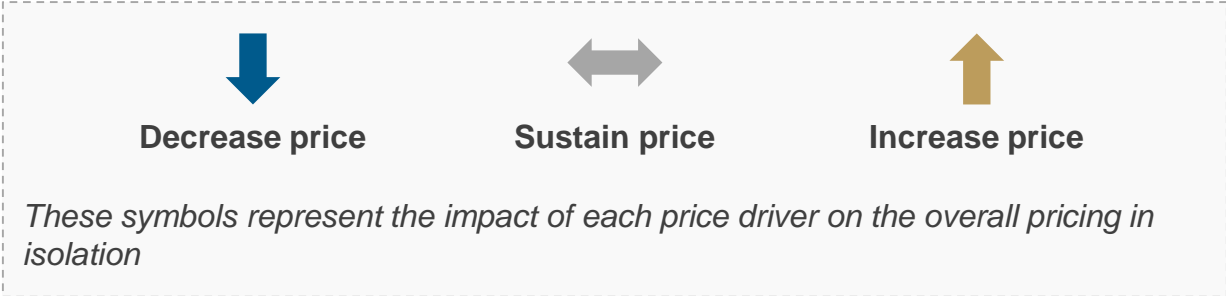 Decrease price Sustain price Increase price
These symbols represent the impact of each price driver on the overall pricing in
isolation